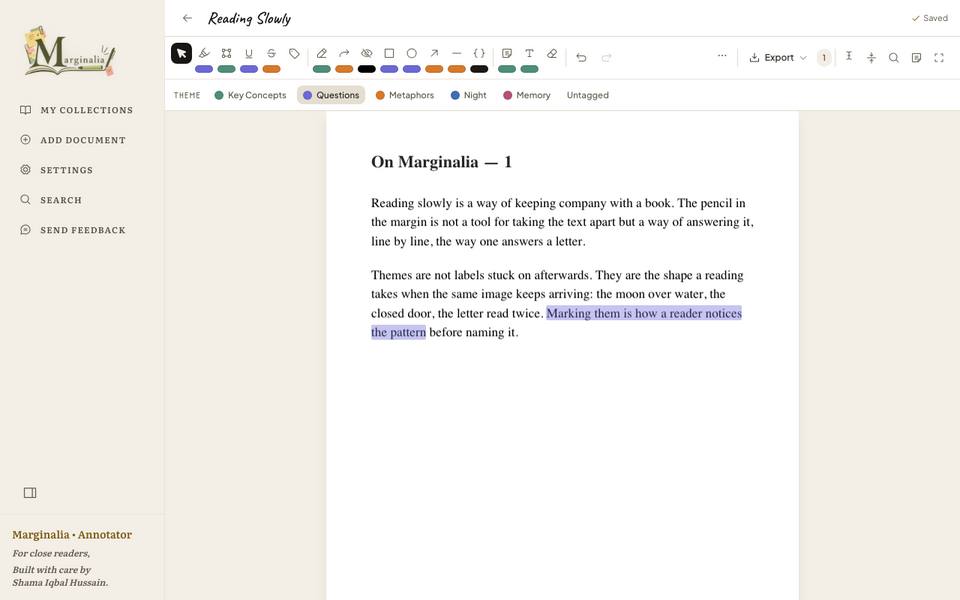 Marginalia
MY COLLECTIONS
ADD DOCUMENT
SETTINGS
SEARCH
SEND FEEDBACK
Marginalia • Annotator
For close readers,
Built with care by
Shama Iqbal Hussain.
Reading Slowly
Saved
T
Export
1
THEME
Key Concepts
Questions
Metaphors
Night
Memory
Untagged
On Marginalia — 1
Reading slowly is a way of keeping company with a book. The pencil in
the margin is not a tool for taking the text apart but a way of answering it,
line by line, the way one answers a letter.
Themes are not labels stuck on afterwards. They are the shape a reading
takes when the same image keeps arriving: the moon over water, the
closed door, the letter read twice. Marking them is how a reader notices
the pattern before naming it.